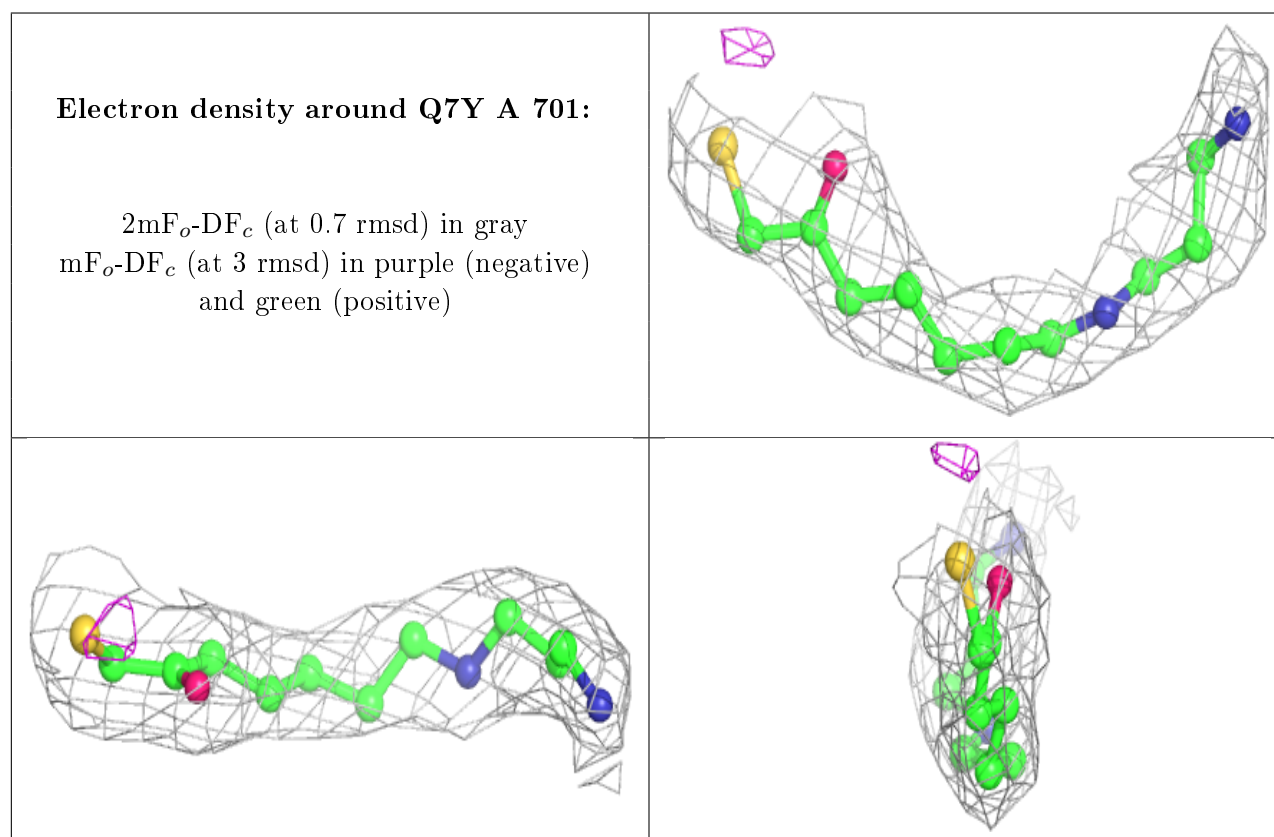 Electron density around Q7Y A 701:
2mFo-DFc (at 0.7 rmsd) in gray
mFo-DFc (at 3 rmsd) in purple (negative)
and green (positive)